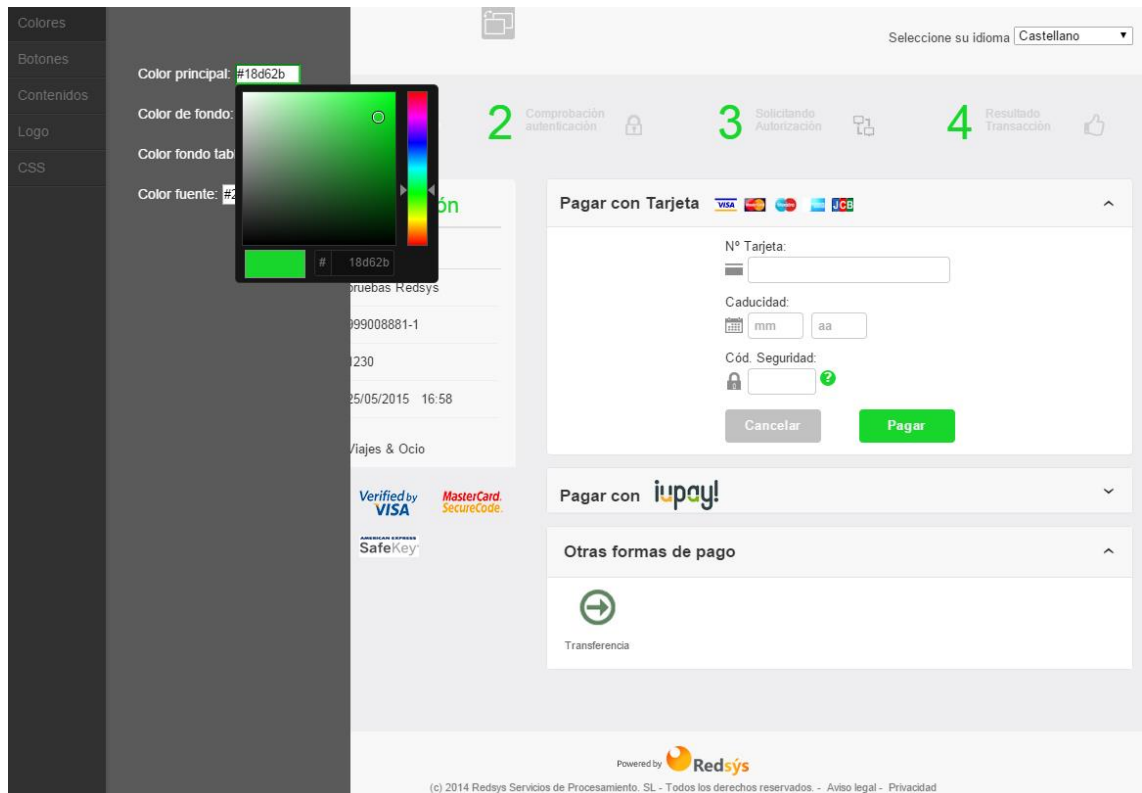 Colores
Botones
Contenidos
Logo
CSS
Color principal: #18d62b
Color de fondo:
Color fondo tab
Color fuente: #2
# 18d62b
Seleccione su idioma Castellano
2 Comprobación autenticación
3 Solicitando Autorización
4 Resultado Transacción
ón
pruebas Redsys
999008881-1
1230
25/05/2015 16:58
Viajes & Ocio
Verified by VISA
MasterCard. SecureCode.
AMERICAN EXPRESS
SafeKey
Pagar con Tarjeta VISA JCB
Nº Tarjeta:
Caducidad:
mm aa
Cód. Seguridad:
?
Cancelar Pagar
Pagar con iupay!
Otras formas de pago
Transferencia
Powered by Redsýs
(c) 2014 Redsys Servicios de Procesamiento. SL - Todos los derechos reservados. - Aviso legal - Privacidad